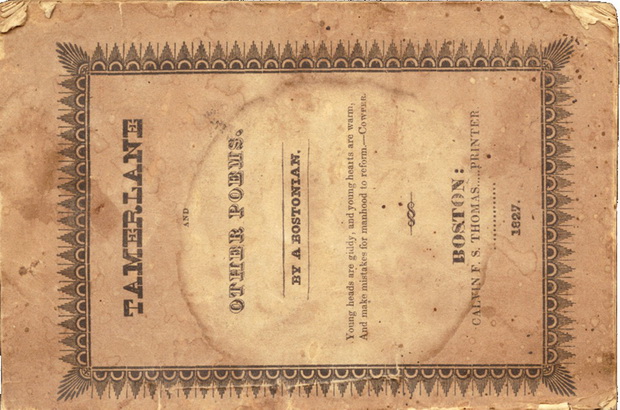 TAMERLANE
AND
OTHER POEMS.
BY A BOSTONIAN.
Young heads are giddy, and young hearts are warm,
And make mistakes for manhood to reform.—COWPER.
BOSTON:
CALVIN F. S. THOMAS.....PRINTER
1827.